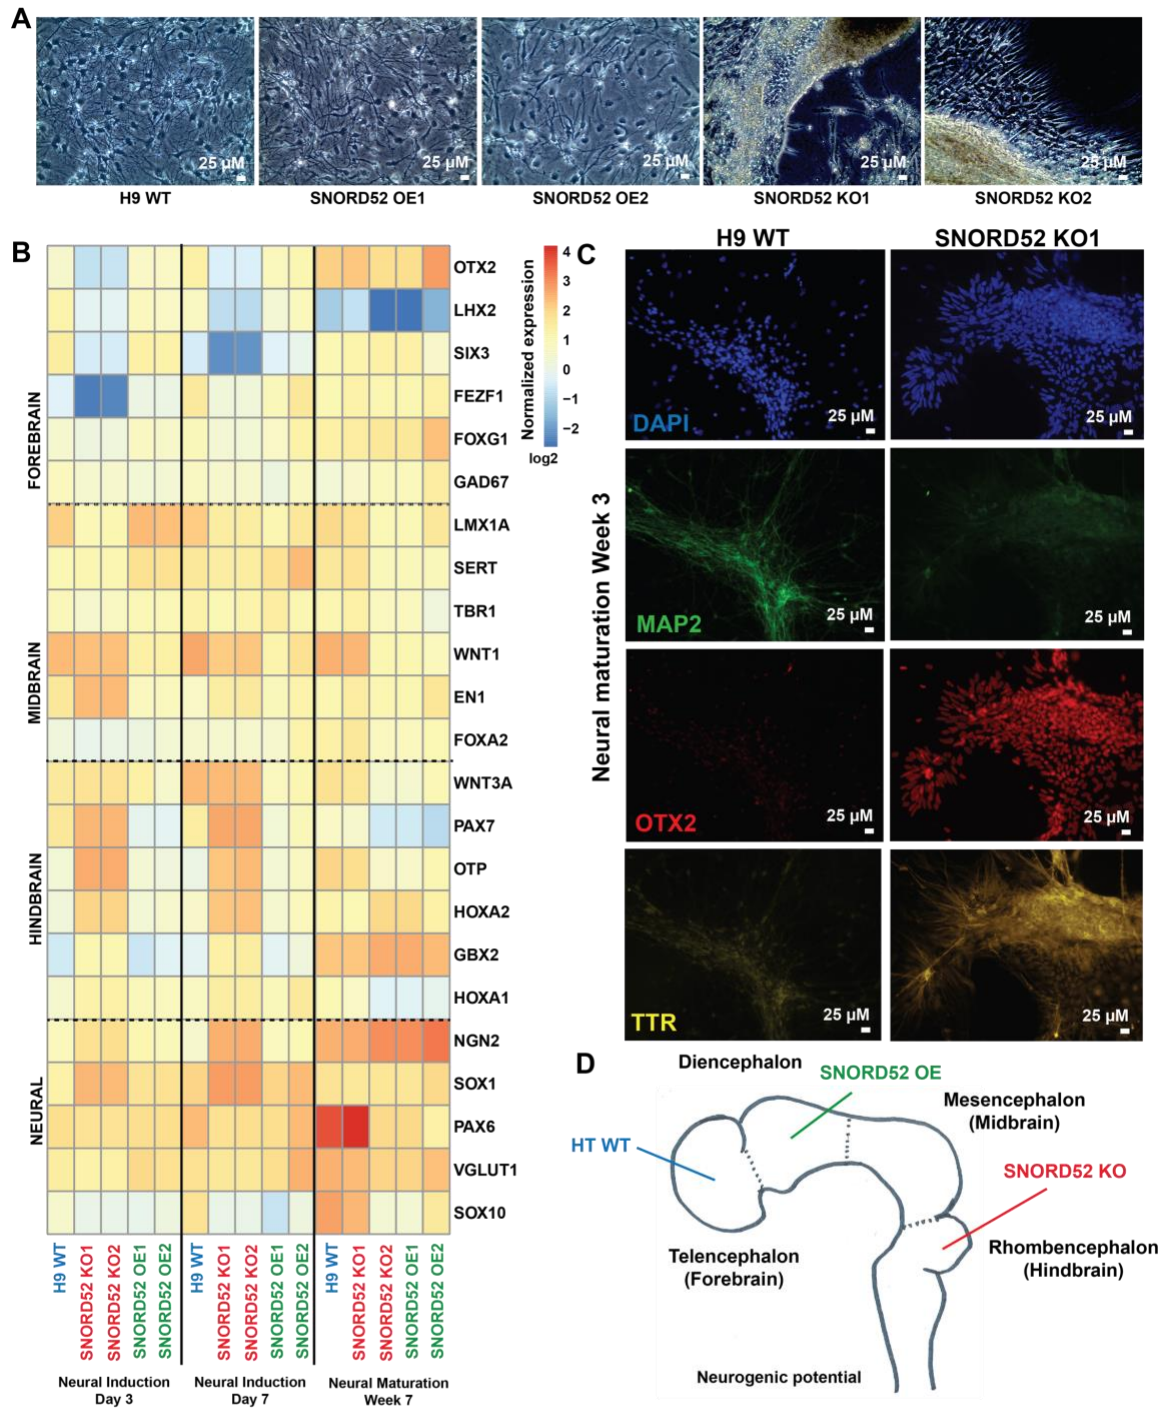 A
25 µM
25 µM
25 µM
25 µM
25 µM
H9 WT
SNORD52 OE1
SNORD52 OE2
SNORD52 KO1
SNORD52 KO2
B
FOREBRAIN
MIDBRAIN
HINDBRAIN
NEURAL
OTX2
LHX2
SIX3
FEZF1
FOXG1
GAD67
LMX1A
SERT
TBR1
WNT1
EN1
FOXA2
WNT3A
PAX7
OTP
HOXA2
GBX2
HOXA1
NGN2
SOX1
PAX6
VGLUT1
SOX10
Normalized expression
4
3
2
1
0
−1
−2
log2
H9 WT
SNORD52 KO1
SNORD52 KO2
SNORD52 OE1
SNORD52 OE2
H9 WT
SNORD52 KO1
SNORD52 KO2
SNORD52 OE1
SNORD52 OE2
H9 WT
SNORD52 KO1
SNORD52 KO2
SNORD52 OE1
SNORD52 OE2
Neural Induction
Day 3
Neural Induction
Day 7
Neural Maturation
Week 7
C
H9 WT
SNORD52 KO1
Neural maturation Week 3
DAPI
25 µM
25 µM
MAP2
25 µM
25 µM
OTX2
25 µM
25 µM
TTR
25 µM
25 µM
D
Diencephalon
SNORD52 OE
Mesencephalon
(Midbrain)
HT WT
SNORD52 KO
Telencephalon
(Forebrain)
Rhombencephalon
(Hindbrain)
Neurogenic potential